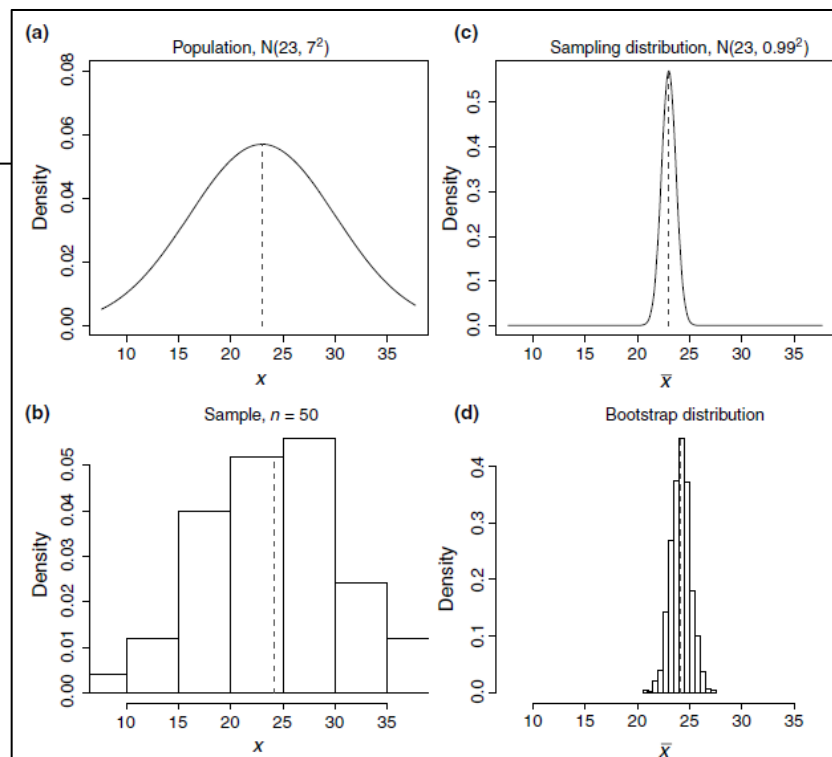 (a)
Population, N(23, 7²)
Density
0.00 0.02 0.04 0.06 0.08
10 15 20 25 30 35
x
(c)
Sampling distribution, N(23, 0.99²)
Density
0.0 0.1 0.2 0.3 0.4 0.5
10 15 20 25 30 35
x̅
(b)
Sample, n = 50
Density
0.00 0.01 0.02 0.03 0.04 0.05
10 15 20 25 30 35
x
(d)
Bootstrap distribution
Density
0.0 0.1 0.2 0.3 0.4
10 15 20 25 30 35
x̅